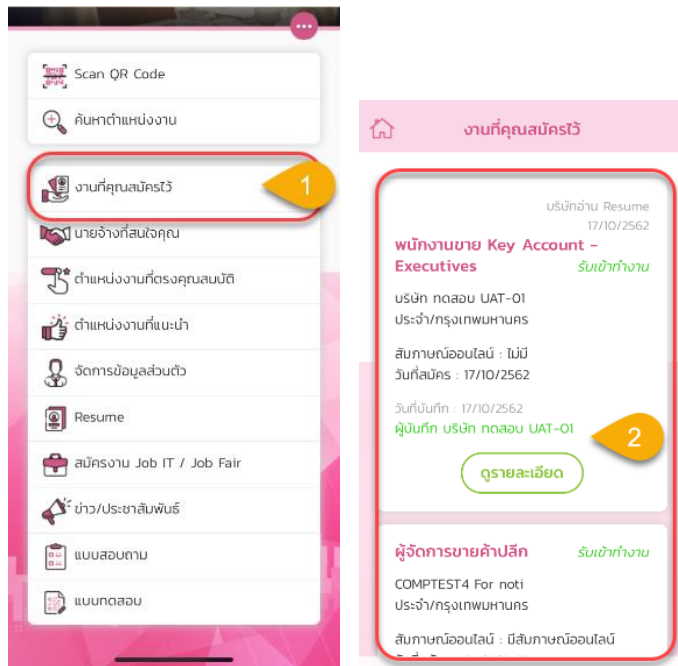 Scan QR Code
ค้นหาตำแหน่งงาน
งานที่คุณสมัครไว้
1
นายจ้างที่สนใจคุณ
ตำแหน่งงานที่ตรงคุณสมบัติ
ตำแหน่งงานที่แนะนำ
จัดการข้อมูลส่วนตัว
Resume
สมัครงาน Job IT / Job Fair
ข่าว/ประชาสัมพันธ์
แบบสอบถาม
แบบทดสอบ
งานที่คุณสมัครไว้
บริษัทอ่าน Resume
17/10/2562
พนักงานขาย Key Account -
Executives
รับเข้าทำงาน
บริษัท ทดสอบ UAT-01
ประจำ/กรุงเทพมหานคร
สัมภาษณ์ออนไลน์ : ไม่มี
วันที่สมัคร : 17/10/2562
วันที่บันทึก : 17/10/2562
ผู้บันทึก บริษัท ทดสอบ UAT-01
2
ดูรายละเอียด
ผู้จัดการขายค้าปลีก
รับเข้าทำงาน
COMPTEST4 For noti
ประจำ/กรุงเทพมหานคร
สัมภาษณ์ออนไลน์ : มีสัมภาษณ์ออนไลน์